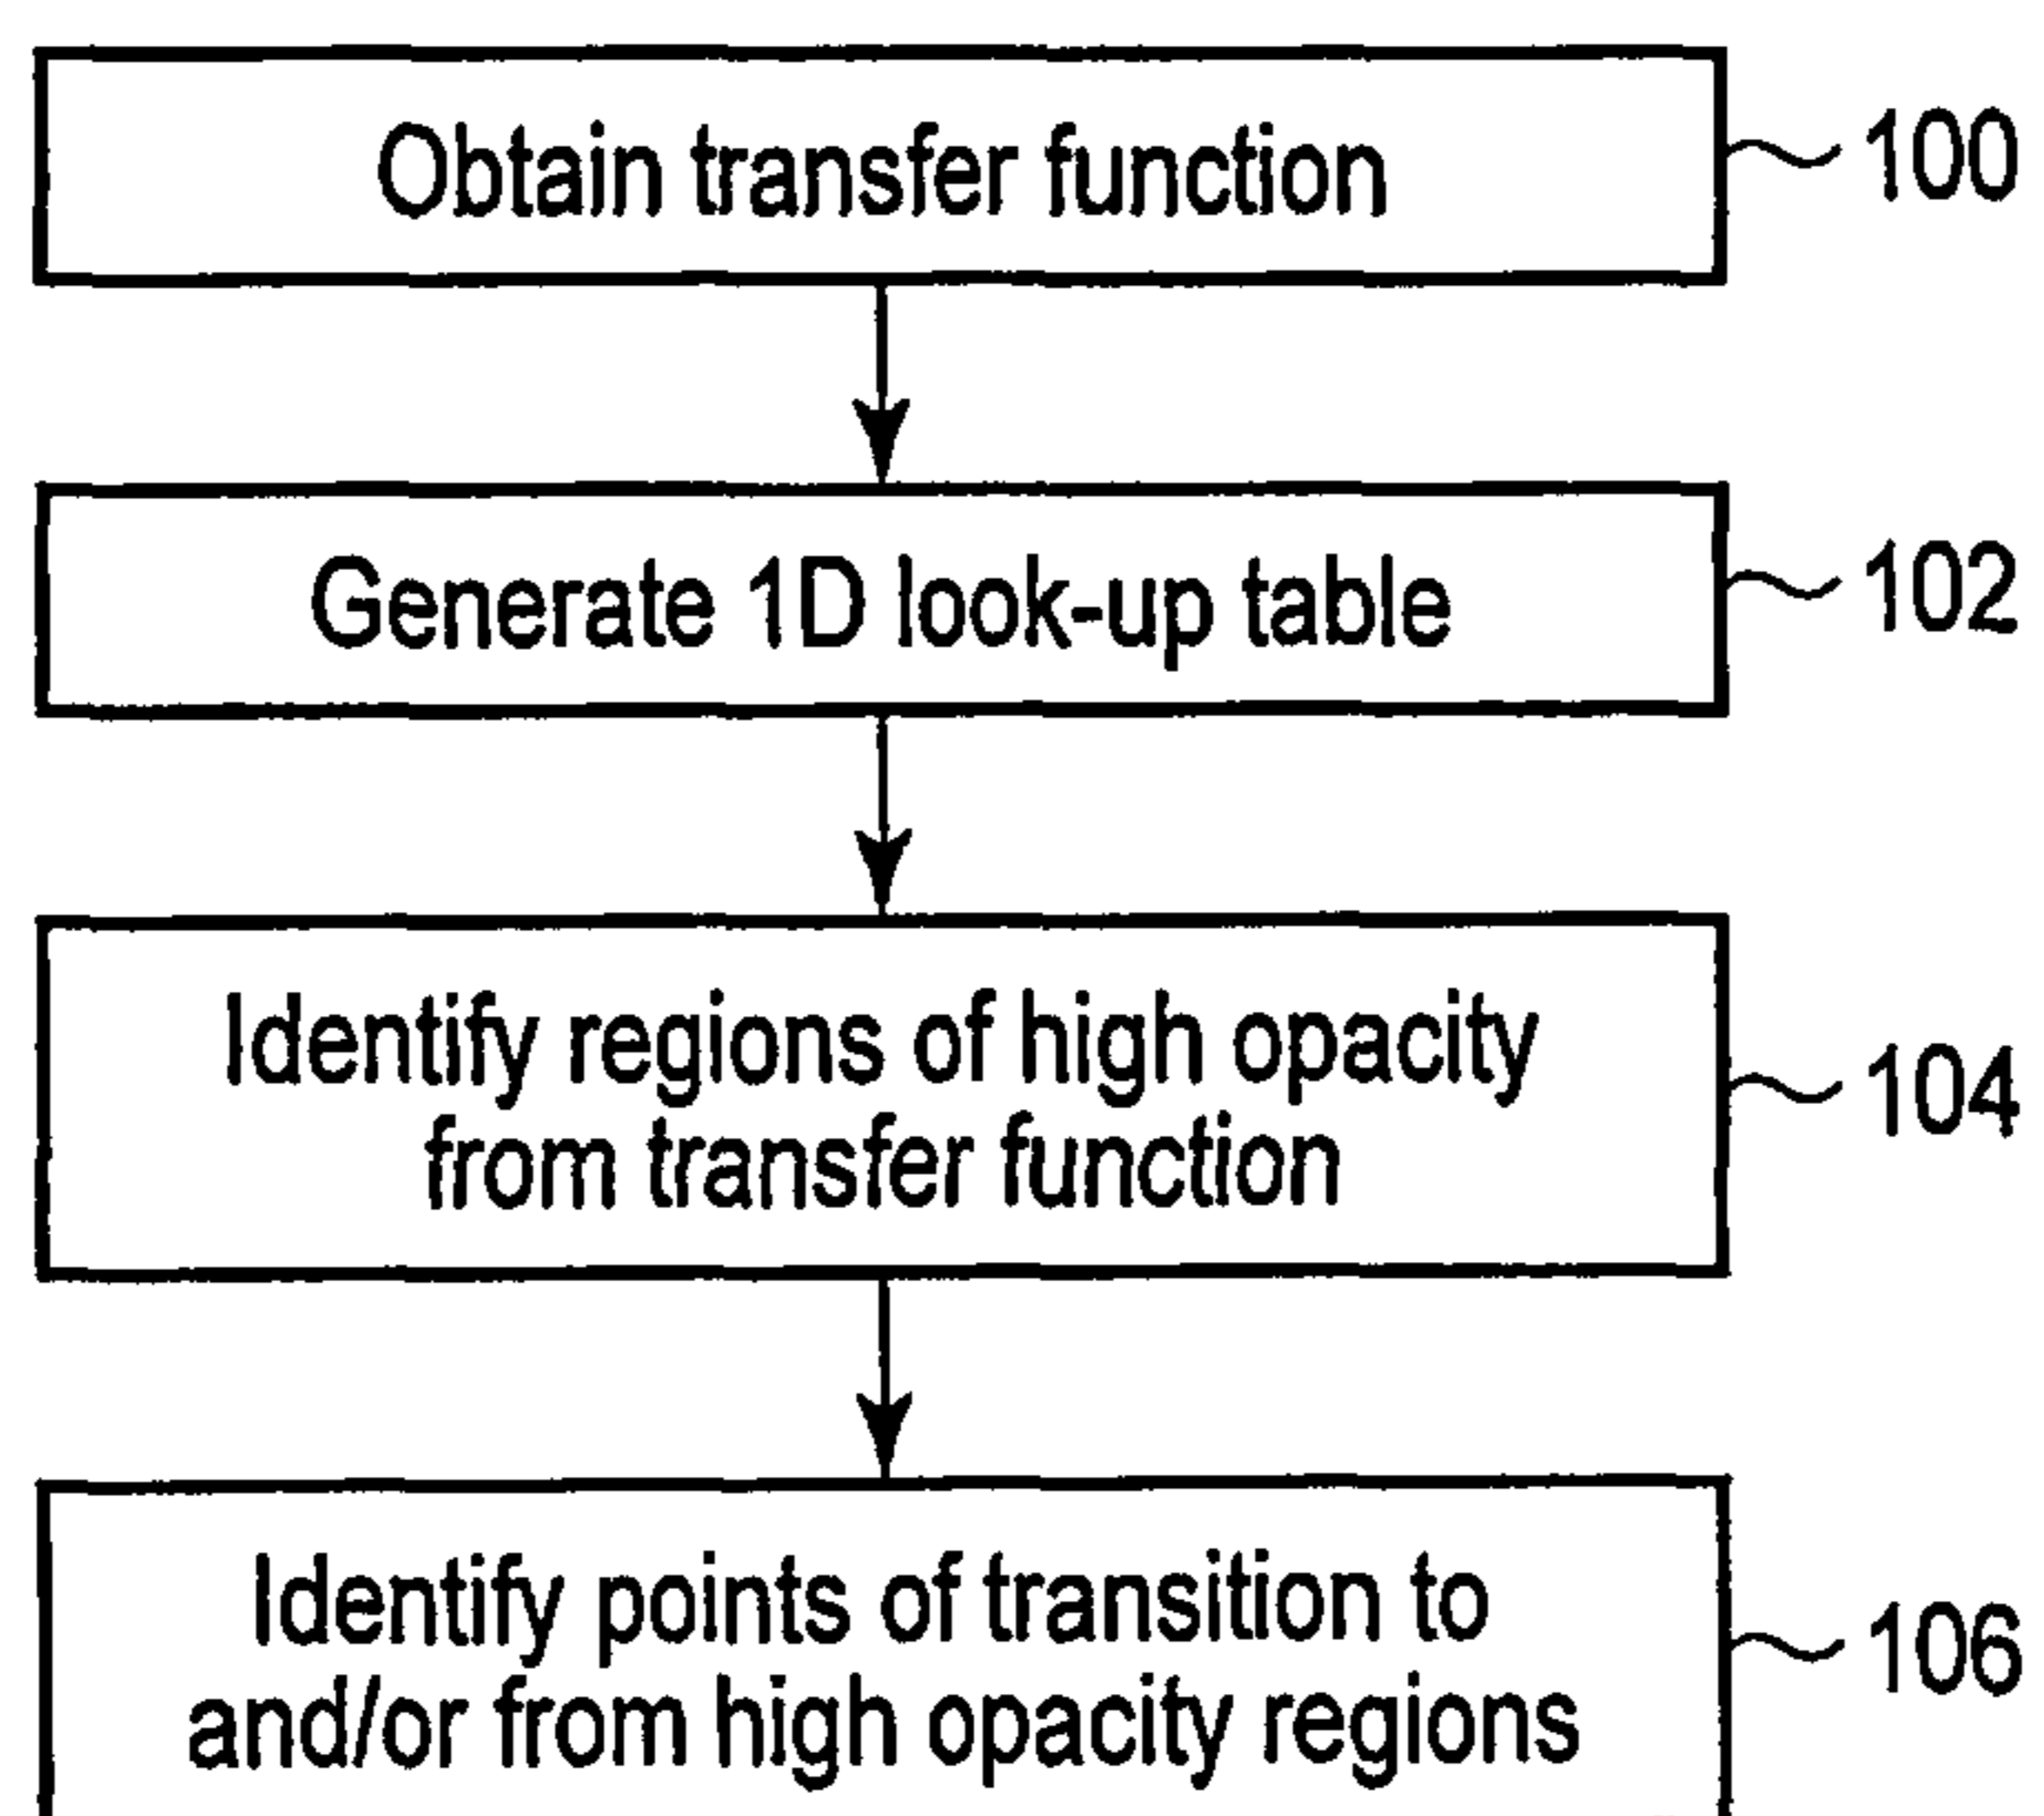 Obtain transfer function
100
Generate 1D look-up table
102
Identify regions of high opacity
from transfer function
104
Identify points of transition to
and/or from high opacity regions
106